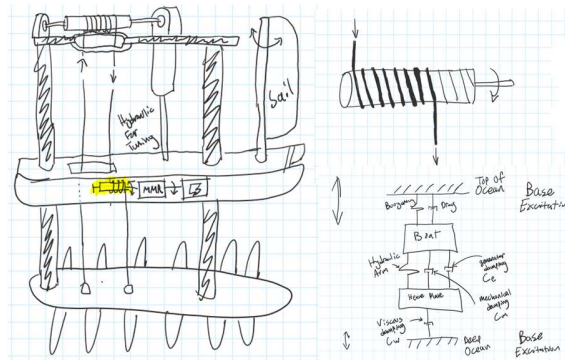 Sail
Hydraulic
For
Tuning
MMR
Top of
Ocean
Base
Excitation
Buoyancy
Drag
Boat
Hydraulic
Arm
generator
damping
Ce
Heave Plate
mechanical
damping
Cm
Viscous
damping
Cw
Deep
Ocean
Base
Excitation